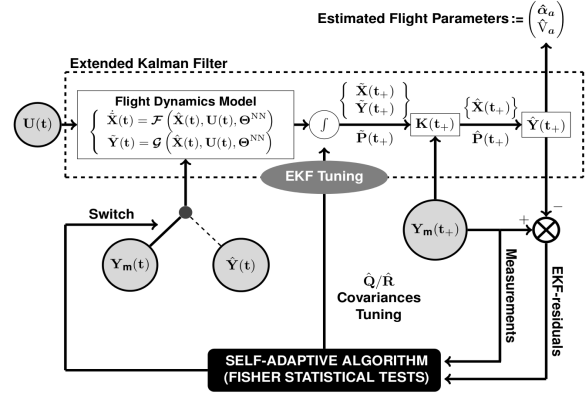 Estimated Flight Parameters := ( α̂ₐ
V̂ₐ )
Extended Kalman Filter
U(t)
Flight Dynamics Model
{ X̂̇(t) = F ( X̂(t), U(t), Θ^NN )
Ỹ(t) = G ( X̂(t), U(t), Θ^NN )
∫
{ X̃(t₊)
Ỹ(t₊) }
P̃(t₊)
K(t₊)
{ X̂(t₊) }
P̂(t₊)
Ŷ(t₊)
EKF Tuning
Switch
Yₘ(t)
Ŷ(t)
Yₘ(t₊)
+
−
Q̂/R̂
Covariances
Tuning
Measurements
EKF-residuals
SELF-ADAPTIVE ALGORITHM
(FISHER STATISTICAL TESTS)